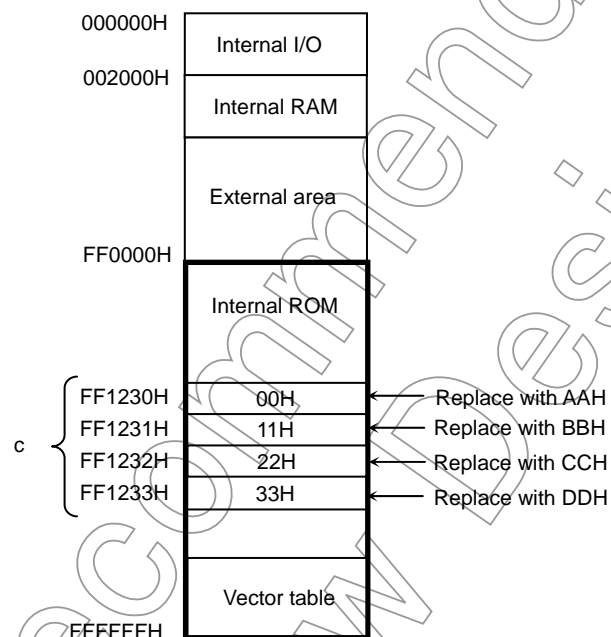 000000H
Internal I/O
002000H
Internal RAM
External area
FF0000H
Internal ROM
FF1230H 00H Replace with AAH
c FF1231H 11H Replace with BBH
FF1232H 22H Replace with CCH
FF1233H 33H Replace with DDH
Vector table
FFFFFFH